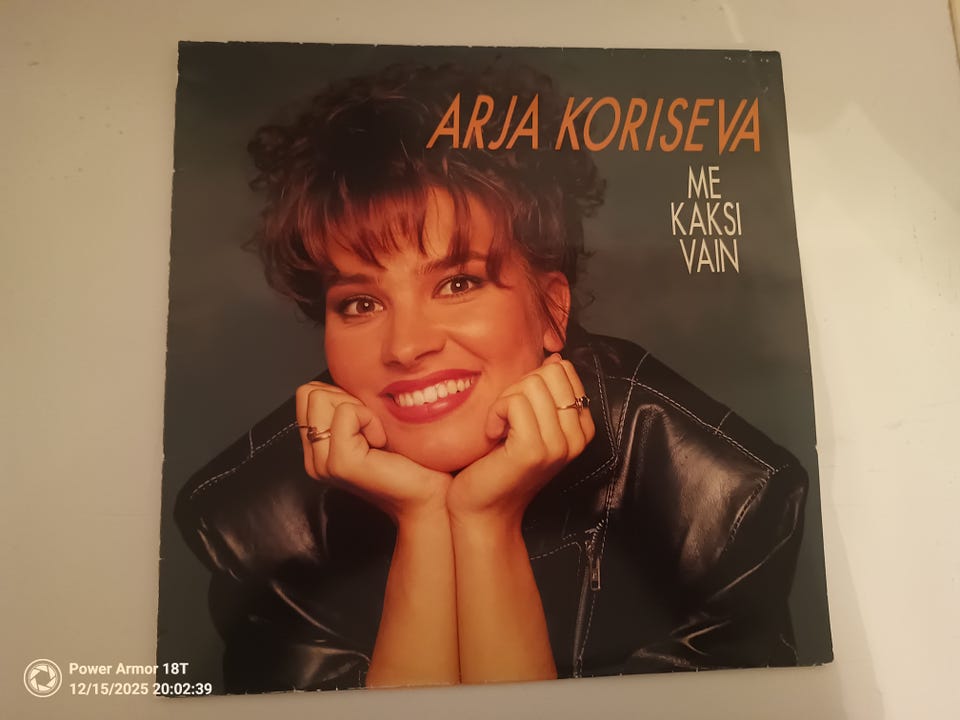 ARJA KORISEVA
ME
KAKSI
VAIN
Power Armor 18T
12/15/2025 20:02:39